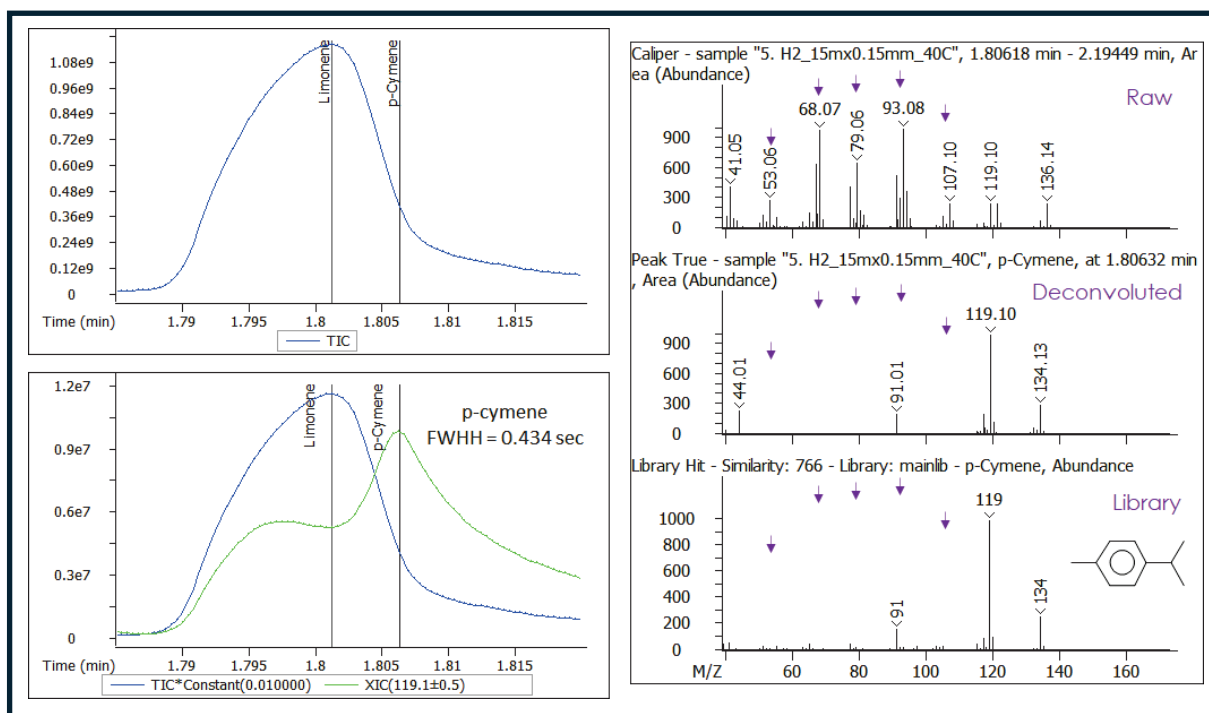 1.08e9
0.96e9
0.84e9
0.72e9
0.60e9
0.48e9
0.36e9
0.24e9
0.12e9
0
Limonene
p-Cymene
Time (min)
1.79
1.795
1.8
1.805
1.81
1.815
TIC
1.2e7
0.9e7
0.6e7
0.3e7
0
Limonene
p-Cymene
p-cymene
FWHH = 0.434 sec
Time (min)
1.79
1.795
1.8
1.805
1.81
1.815
TIC*Constant(0.010000)
XIC(119.1±0.5)
Caliper - sample "5. H2_15mx0.15mm_40C", 1.80618 min - 2.19449 min, Ar
ea (Abundance)
Raw
900
600
300
0
41.05
53.06
68.07
79.06
93.08
107.10
119.10
136.14
Peak True - sample "5. H2_15mx0.15mm_40C", p-Cymene, at 1.80632 min
, Area (Abundance)
Deconvoluted
900
600
300
0
44.01
91.01
119.10
134.13
Library Hit - Similarity: 766 - Library: mainlib - p-Cymene, Abundance
Library
1000
800
600
400
200
0
91
119
134
M/Z
60
80
100
120
140
160